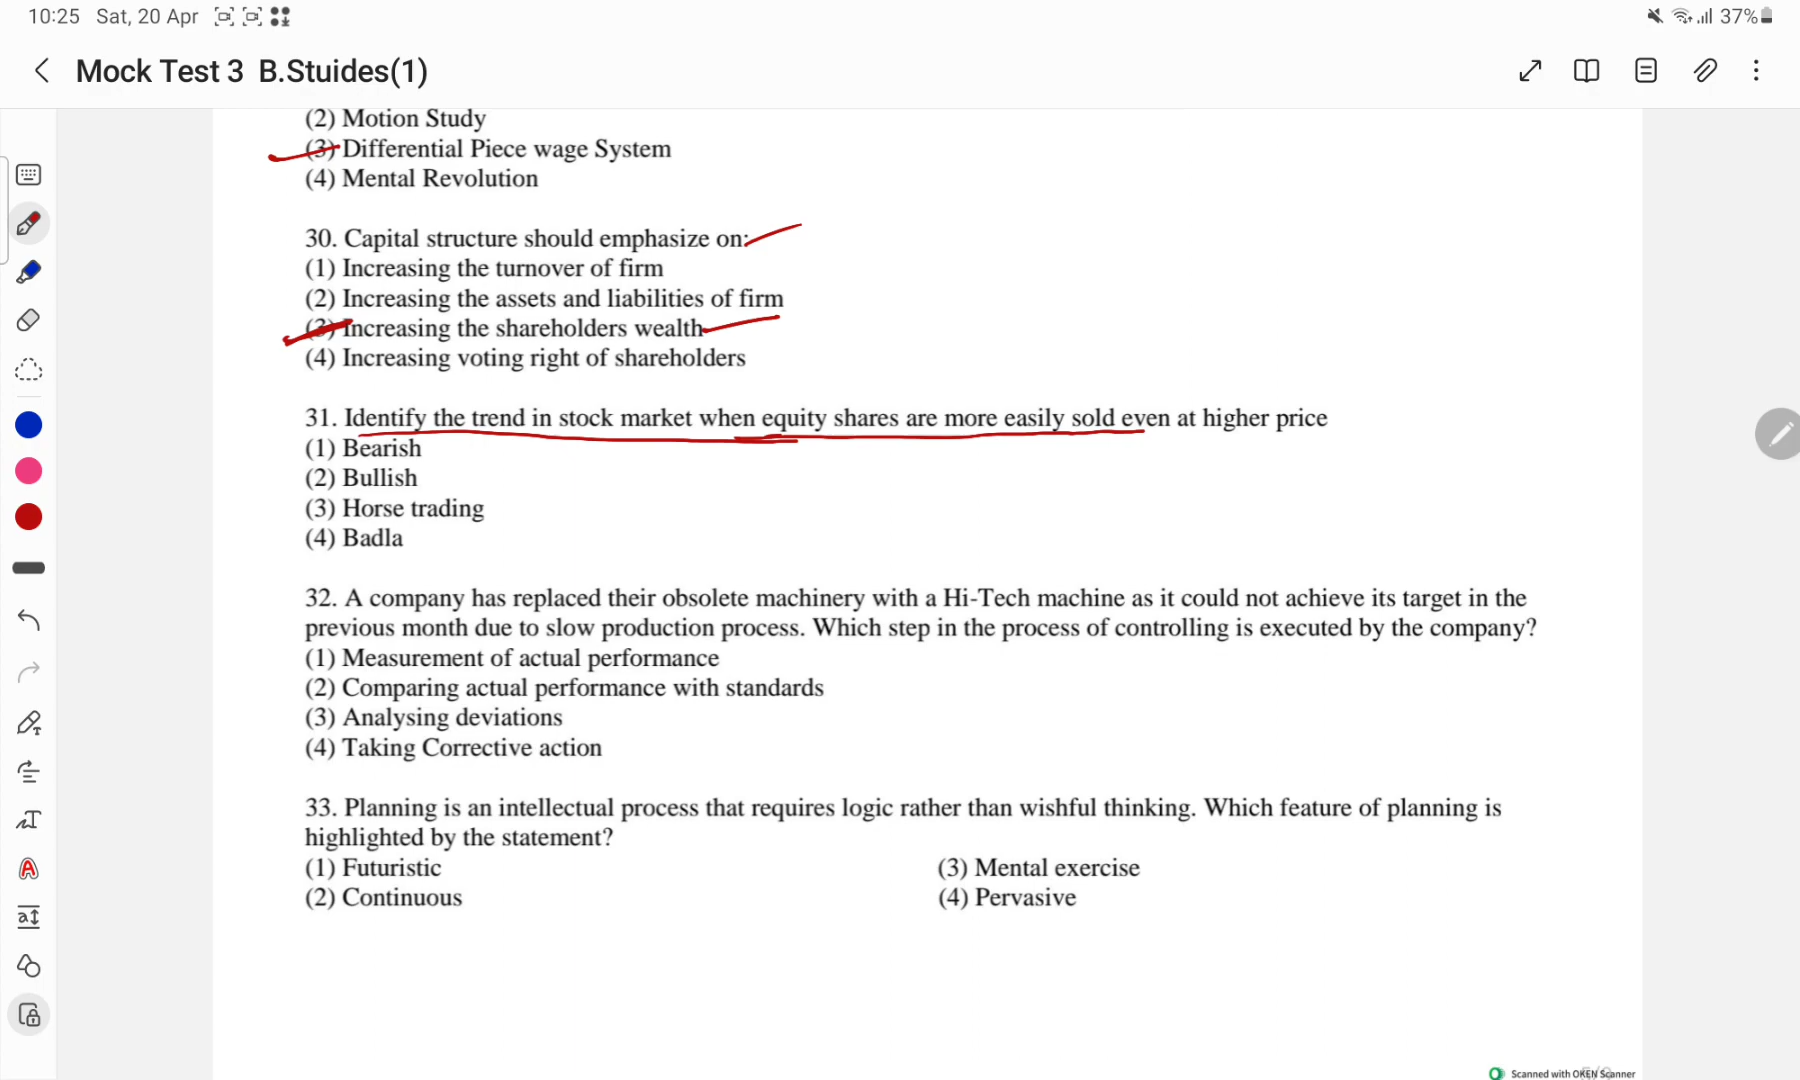 10:25 Sat, 20 Apr 37%
Mock Test 3 B.Stuides(1)
(2) Motion Study
(3) Differential Piece wage System
(4) Mental Revolution
30. Capital structure should emphasize on:
(1) Increasing the turnover of firm
(2) Increasing the assets and liabilities of firm
(3) Increasing the shareholders wealth
(4) Increasing voting right of shareholders
31. Identify the trend in stock market when equity shares are more easily sold even at higher price
(1) Bearish
(2) Bullish
(3) Horse trading
(4) Badla
32. A company has replaced their obsolete machinery with a Hi-Tech machine as it could not achieve its target in the
previous month due to slow production process. Which step in the process of controlling is executed by the company?
(1) Measurement of actual performance
(2) Comparing actual performance with standards
(3) Analysing deviations
(4) Taking Corrective action
33. Planning is an intellectual process that requires logic rather than wishful thinking. Which feature of planning is
highlighted by the statement?
(1) Futuristic (3) Mental exercise
(2) Continuous (4) Pervasive
Scanned with OKEN Scanner